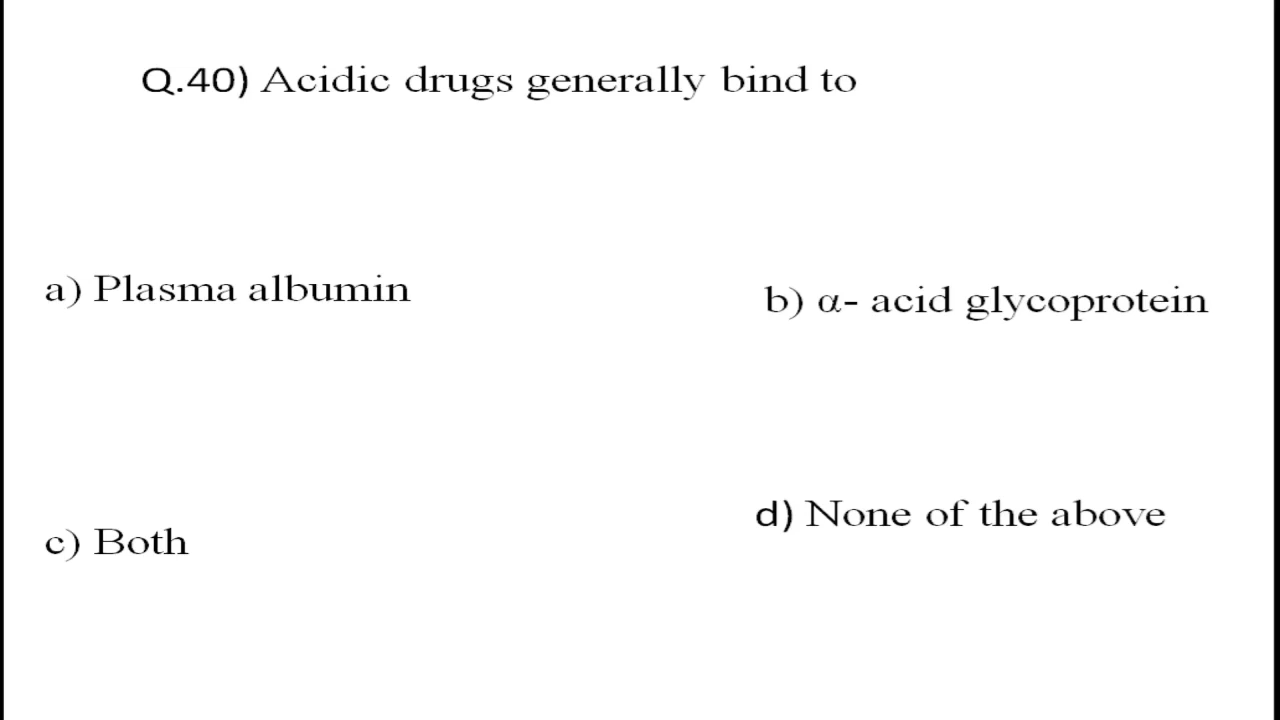 Q.40) Acidic drugs generally bind to
a) Plasma albumin
b) α- acid glycoprotein
c) Both
d) None of the above